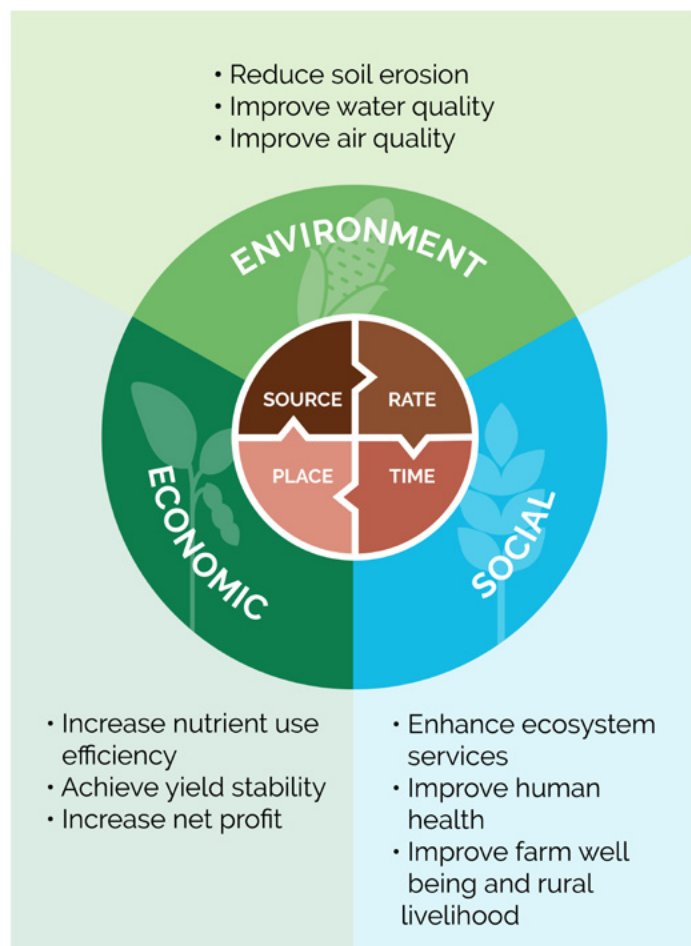 • Reduce soil erosion
• Improve water quality
• Improve air quality
ENVIRONMENT
SOURCE
RATE
PLACE
TIME
ECONOMIC
SOCIAL
• Increase nutrient use
efficiency
• Achieve yield stability
• Increase net profit
• Enhance ecosystem
services
• Improve human
health
• Improve farm well
being and rural
livelihood